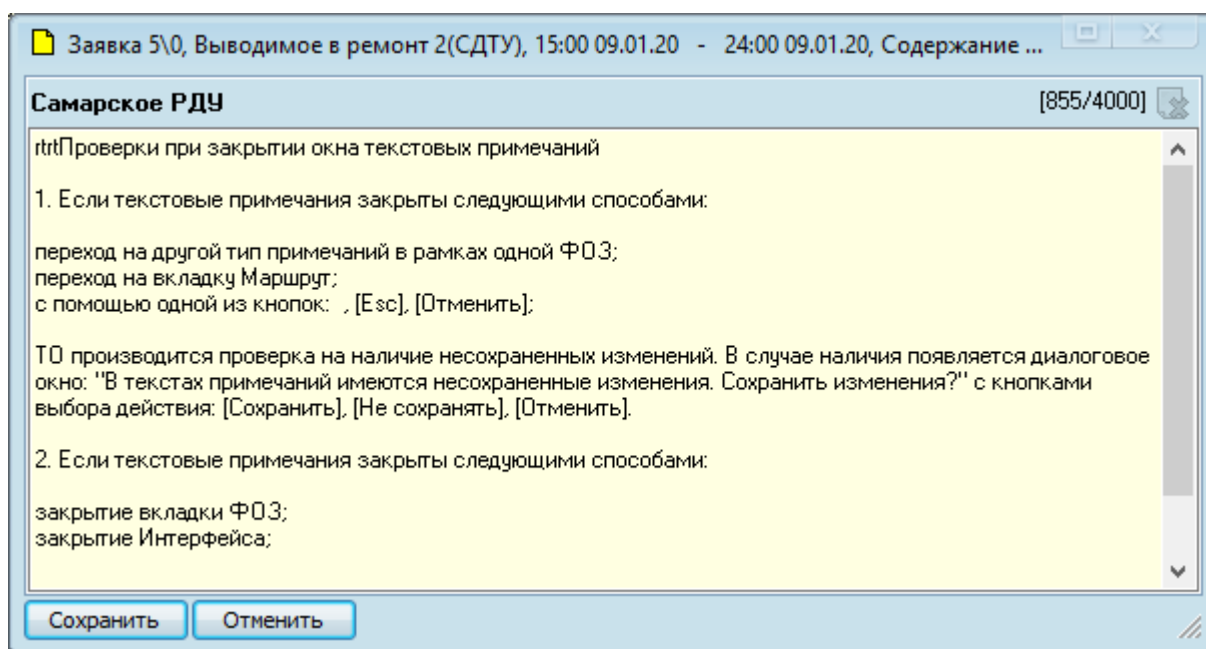 Заявка 5\0, Выводимое в ремонт 2(СДТУ), 15:00 09.01.20 - 24:00 09.01.20, Содержание ...
Самарское РДУ [855/4000]
rtrtПроверки при закрытии окна текстовых примечаний
1. Если текстовые примечания закрыты следующими способами:
переход на другой тип примечаний в рамках одной ФОЗ;
переход на вкладку Маршрут;
с помощью одной из кнопок:  , [Esc], [Отменить];
ТО производится проверка на наличие несохраненных изменений. В случае наличия появляется диалоговое
окно: "В текстах примечаний имеются несохраненные изменения. Сохранить изменения?" с кнопками
выбора действия: [Сохранить], [Не сохранять], [Отменить].
2. Если текстовые примечания закрыты следующими способами:
закрытие вкладки ФОЗ;
закрытие Интерфейса;
Сохранить Отменить